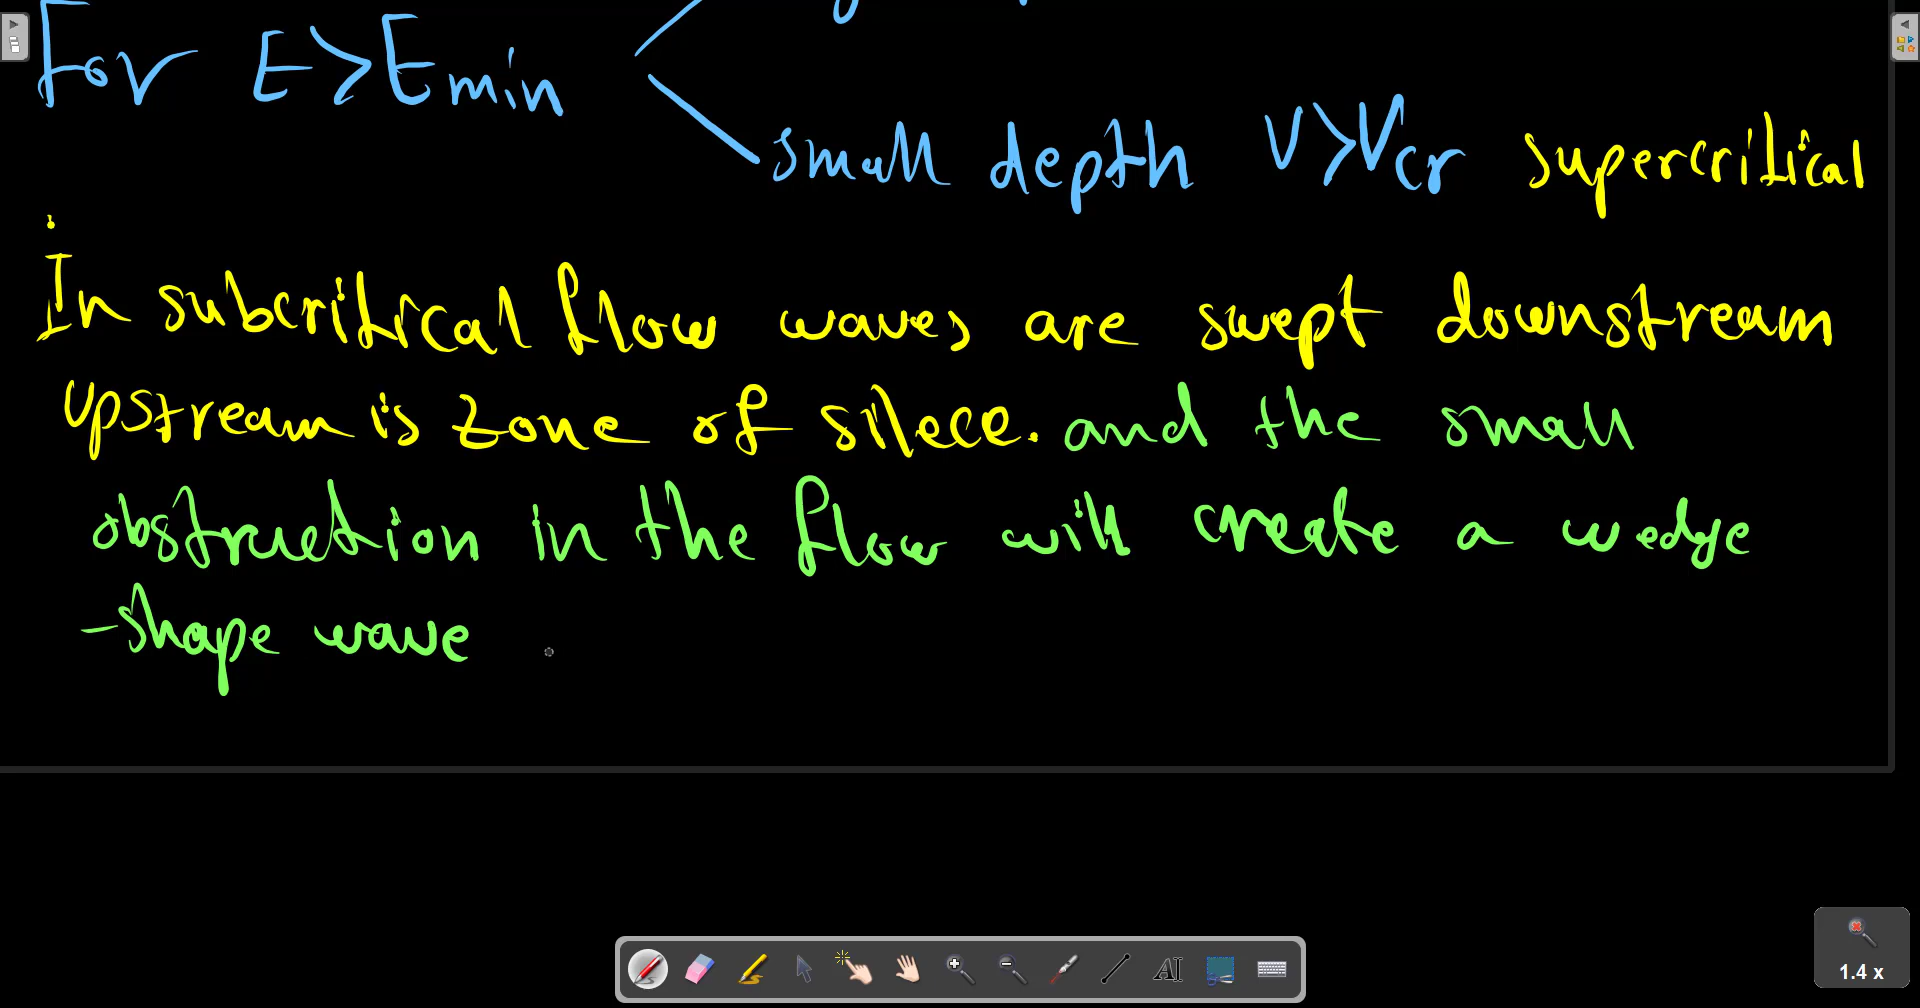 For E>Emin
small depth V>Vcr supercritical
In subcritical flow waves are swept downstream
upstream is zone of silece. and the small
obstruction in the flow will create a wedge
-shape wave
1.4 x